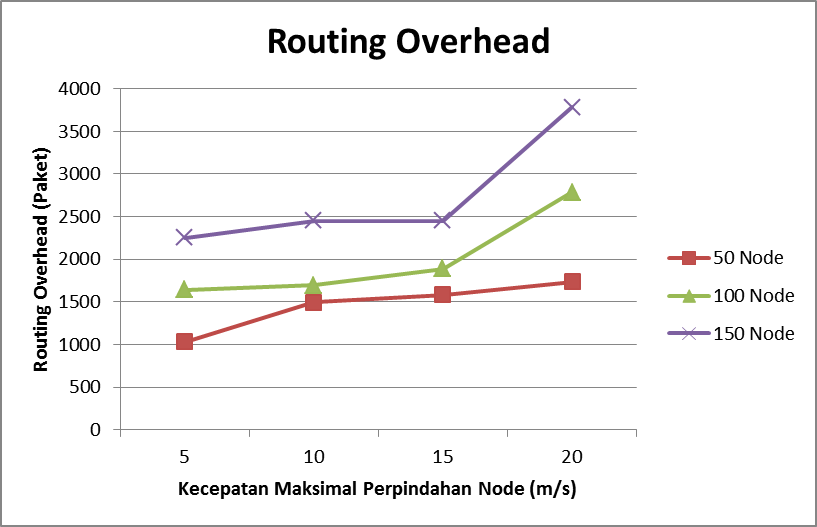 Routing Overhead
Routing Overhead (Paket)
4000
3500
3000
2500
2000
1500
1000
500
0
5 10 15 20
Kecepatan Maksimal Perpindahan Node (m/s)
50 Node
100 Node
150 Node